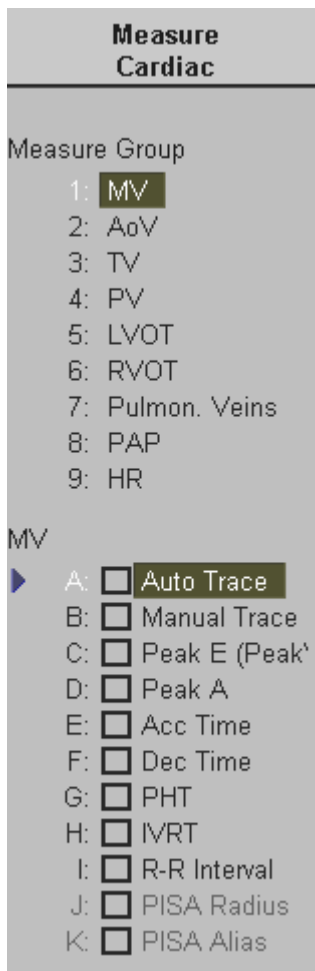 Measure
Cardiac
Measure Group
1: MV
2: AoV
3: TV
4: PV
5: LVOT
6: RVOT
7: Pulmon. Veins
8: PAP
9: HR
MV
A: Auto Trace
B: Manual Trace
C: Peak E (Peak
D: Peak A
E: Acc Time
F: Dec Time
G: PHT
H: IVRT
I: R-R Interval
J: PISA Radius
K: PISA Alias